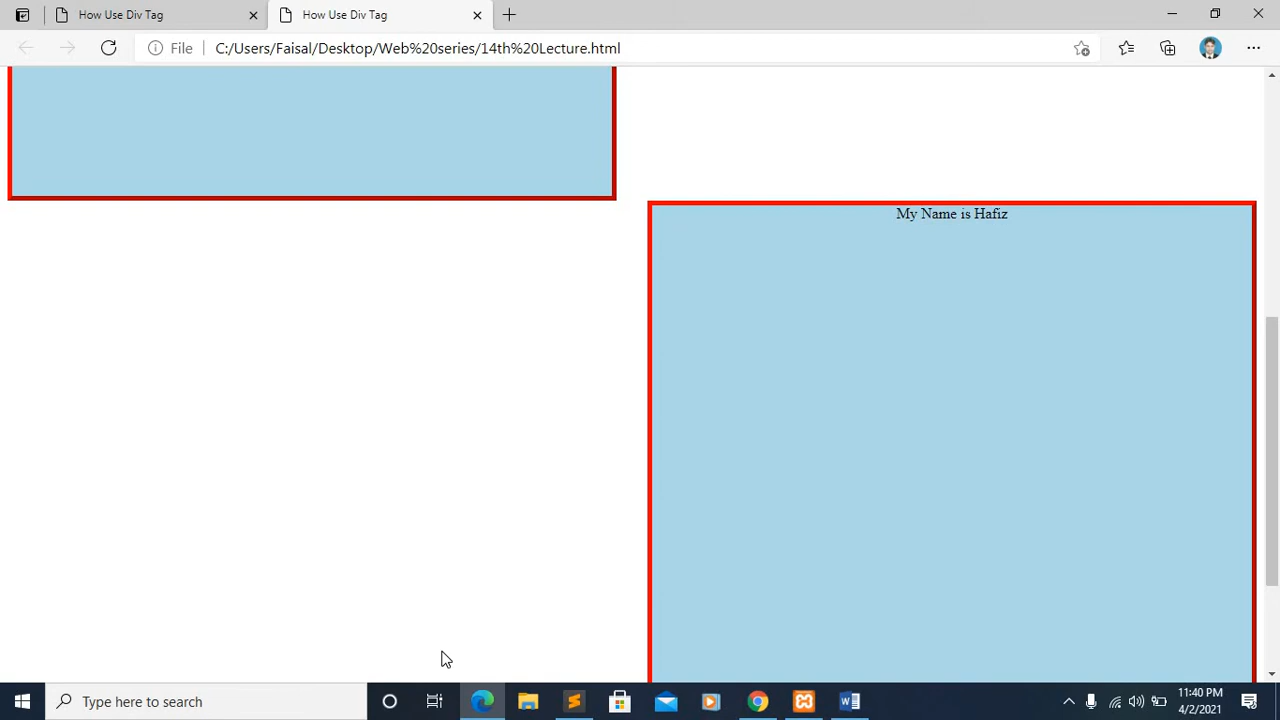 How Use Div Tag
How Use Div Tag
File
C:/Users/Faisal/Desktop/Web%20series/14th%20Lecture.html
My Name is Hafiz
Type here to search
11:40 PM
4/2/2021